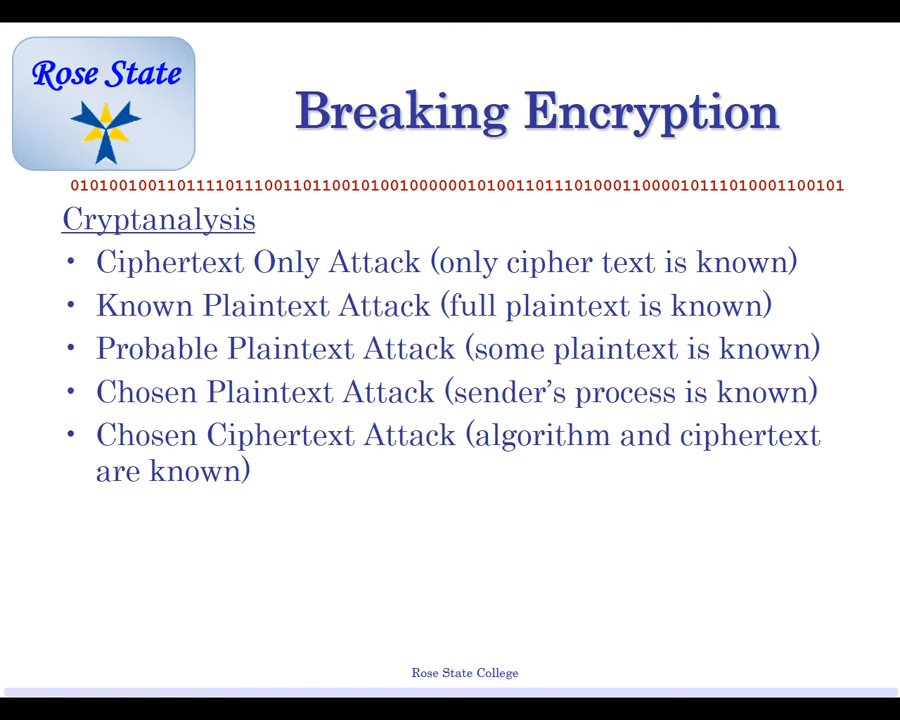 Rose State
Breaking Encryption
01010010011011110111001101100101001000000101001101110100011000010111010001100101
Cryptanalysis
• Ciphertext Only Attack (only cipher text is known)
• Known Plaintext Attack (full plaintext is known)
• Probable Plaintext Attack (some plaintext is known)
• Chosen Plaintext Attack (sender's process is known)
• Chosen Ciphertext Attack (algorithm and ciphertext
are known)
Rose State College